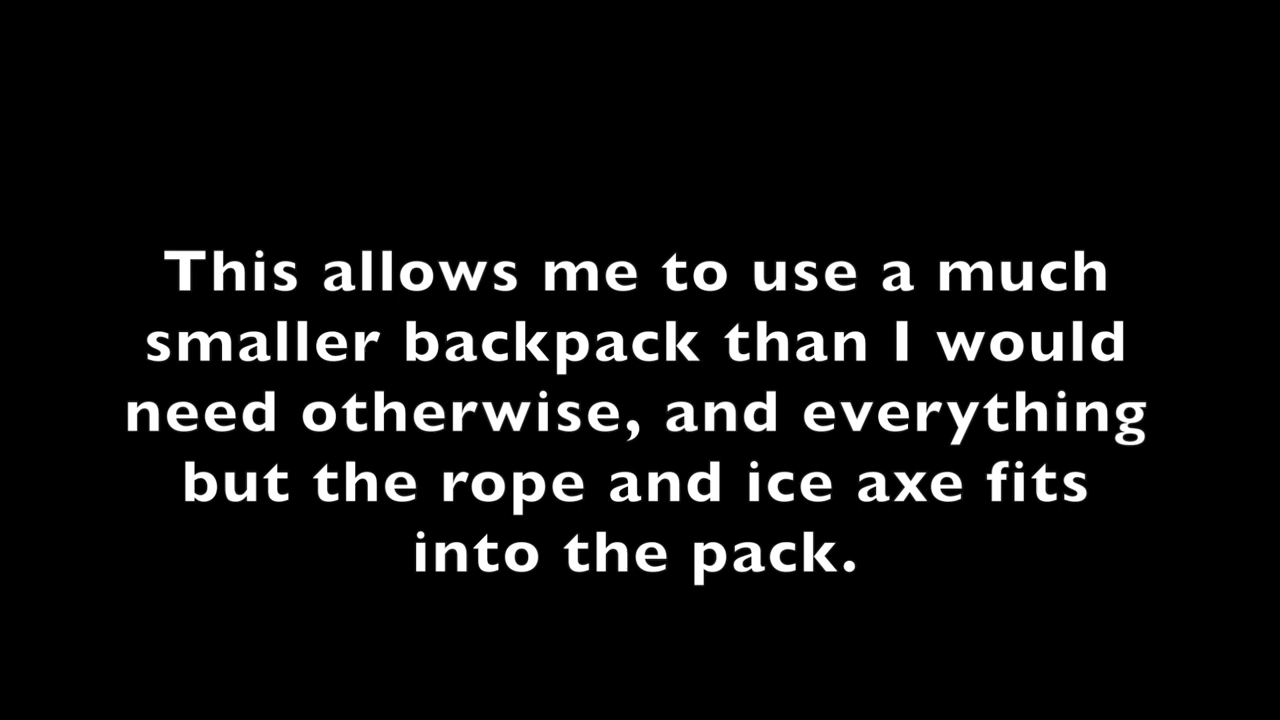 This allows me to use a much
smaller backpack than I would
need otherwise, and everything
but the rope and ice axe fits
into the pack.